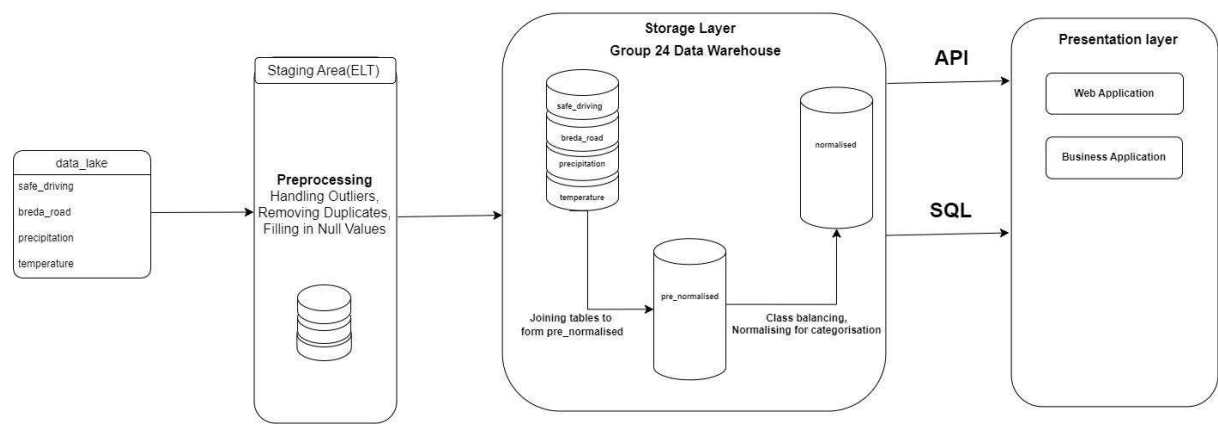 data_lake
safe_driving
breda_road
precipitation
temperature
Staging Area(ELT)
Preprocessing
Handling Outliers,
Removing Duplicates,
Filling in Null Values
Storage Layer
Group 24 Data Warehouse
safe_driving
breda_road
precipitation
temperature
Joining tables to
form pre_normalised
pre_normalised
Class balancing,
Normalising for categorisation
normalised
API
SQL
Presentation layer
Web Application
Business Application